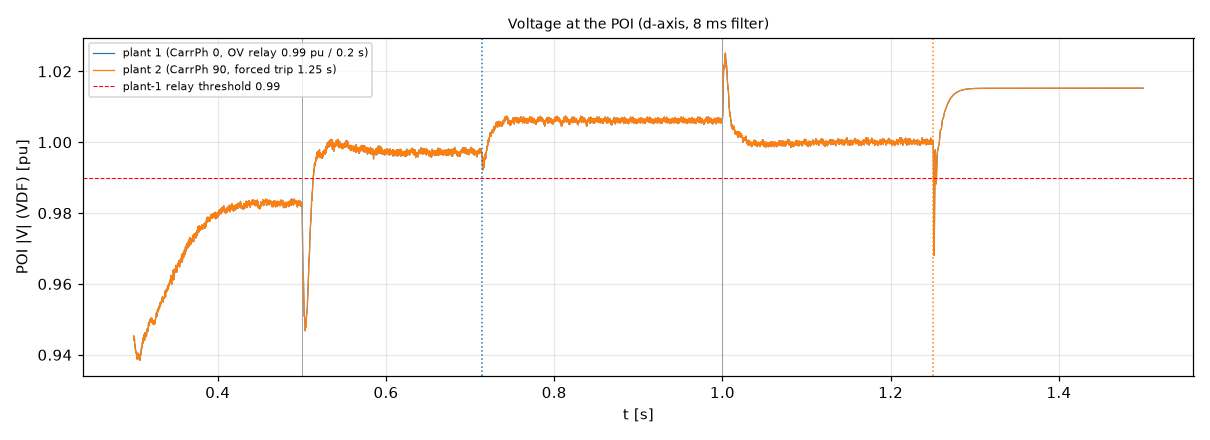 Voltage at the POI (d-axis, 8 ms filter)
plant 1 (CarrPh 0, OV relay 0.99 pu / 0.2 s)
plant 2 (CarrPh 90, forced trip 1.25 s)
plant-1 relay threshold 0.99
POI |V| (VDF) [pu]
1.02
1.00
0.98
0.96
0.94
0.4 0.6 0.8 1.0 1.2 1.4
t [s]